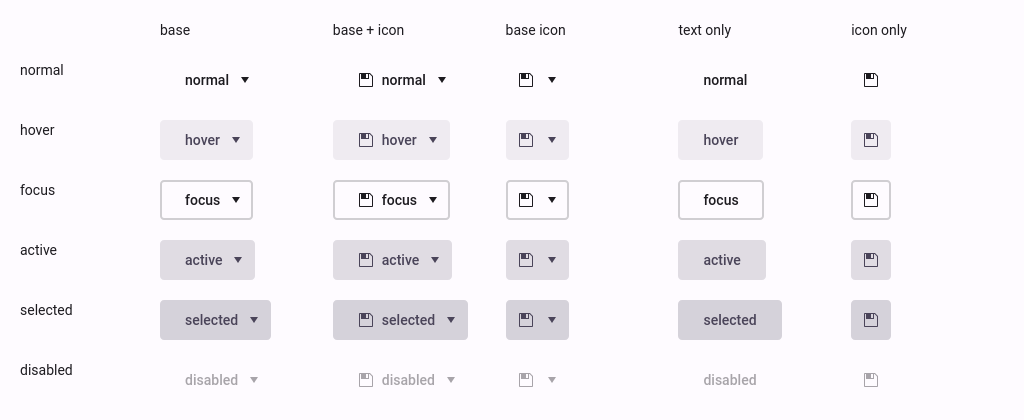 base base + icon base icon text only icon only
normal normal normal normal
hover hover hover hover
focus focus focus focus
active active active active
selected selected selected selected
disabled disabled disabled disabled